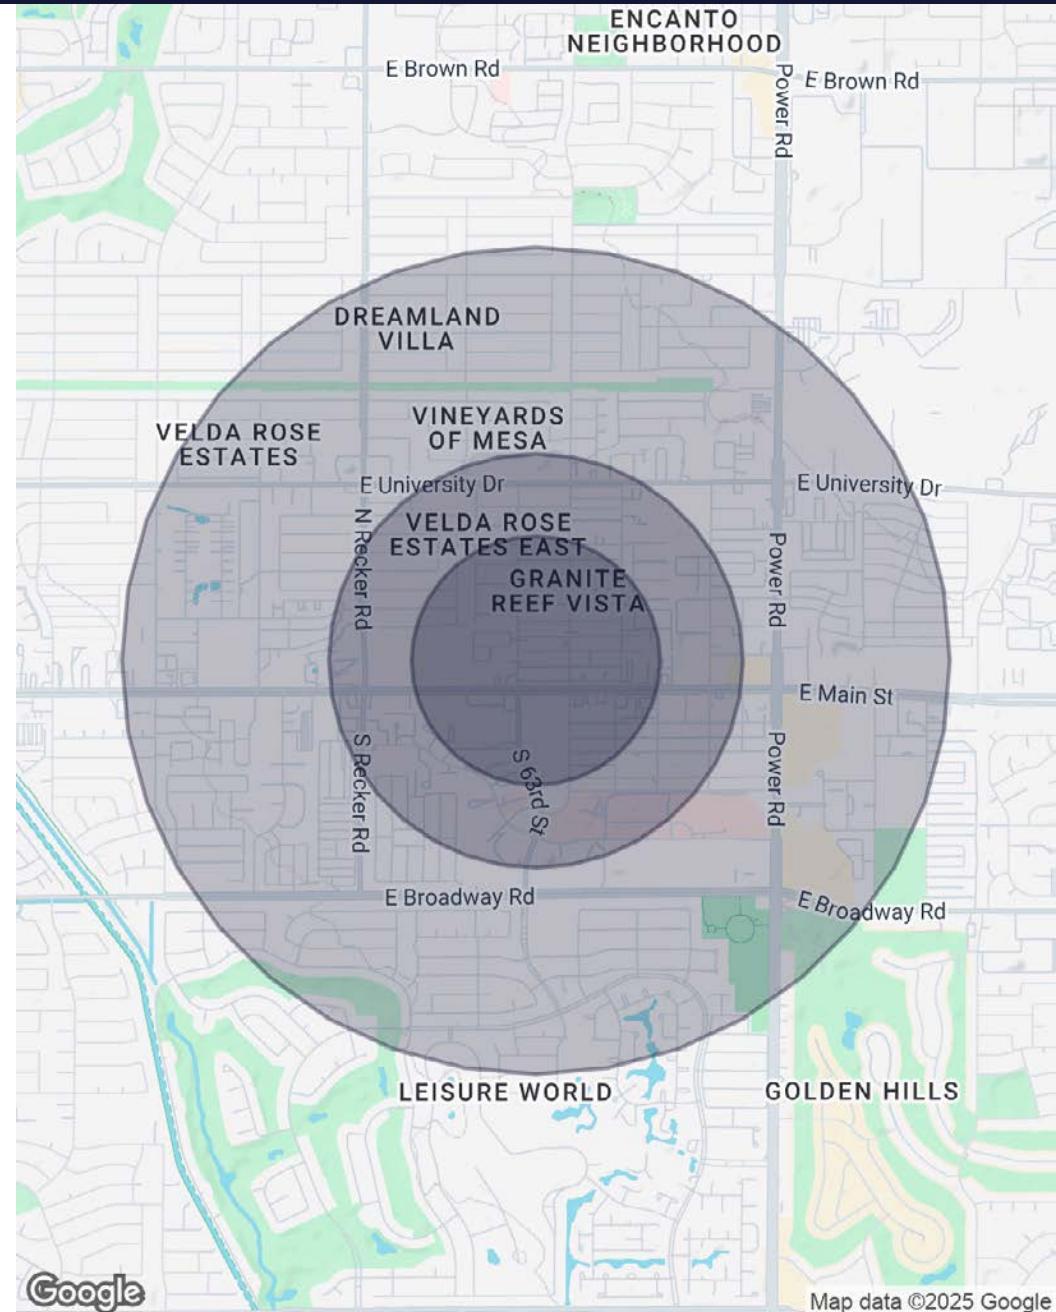 ENCANTO
NEIGHBORHOOD
E Brown Rd
Power Rd
E Brown Rd
DREAMLAND
VILLA
VELDA ROSE
ESTATES
VINEYARDS
OF MESA
E University Dr
E University Dr
N Recker Rd
VELDA ROSE
ESTATES EAST
GRANITE
REEF VISTA
Power Rd
E Main St
S Recker Rd
S 63rd St
Power Rd
E Broadway Rd
E Broadway Rd
LEISURE WORLD
GOLDEN HILLS
Google
Map data ©2025 Google